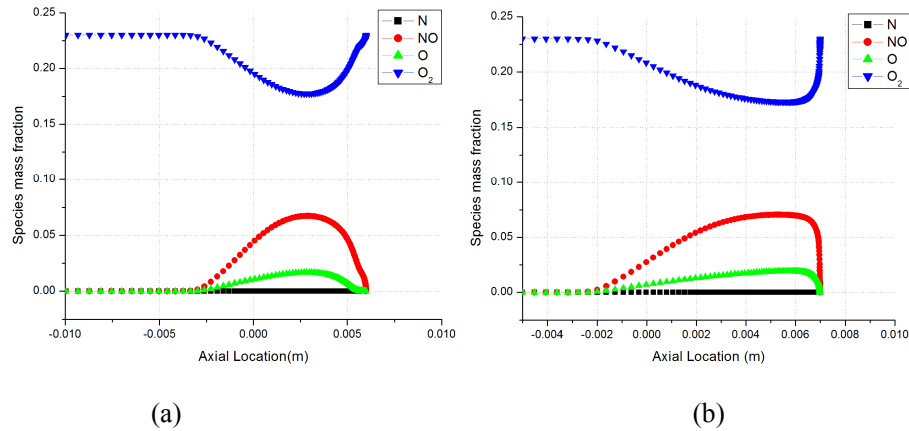 N
NO
O
O2
0.25
0.20
0.15
0.10
0.05
0.00
Species mass fraction
-0.010
-0.005
0.000
0.005
0.010
Axial Location(m)
(a)
N
NO
O
O2
0.25
0.20
0.15
0.10
0.05
0.00
Species mass fraction
-0.004
-0.002
0.000
0.002
0.004
0.006
0.008
0.010
Axial Location (m)
(b)